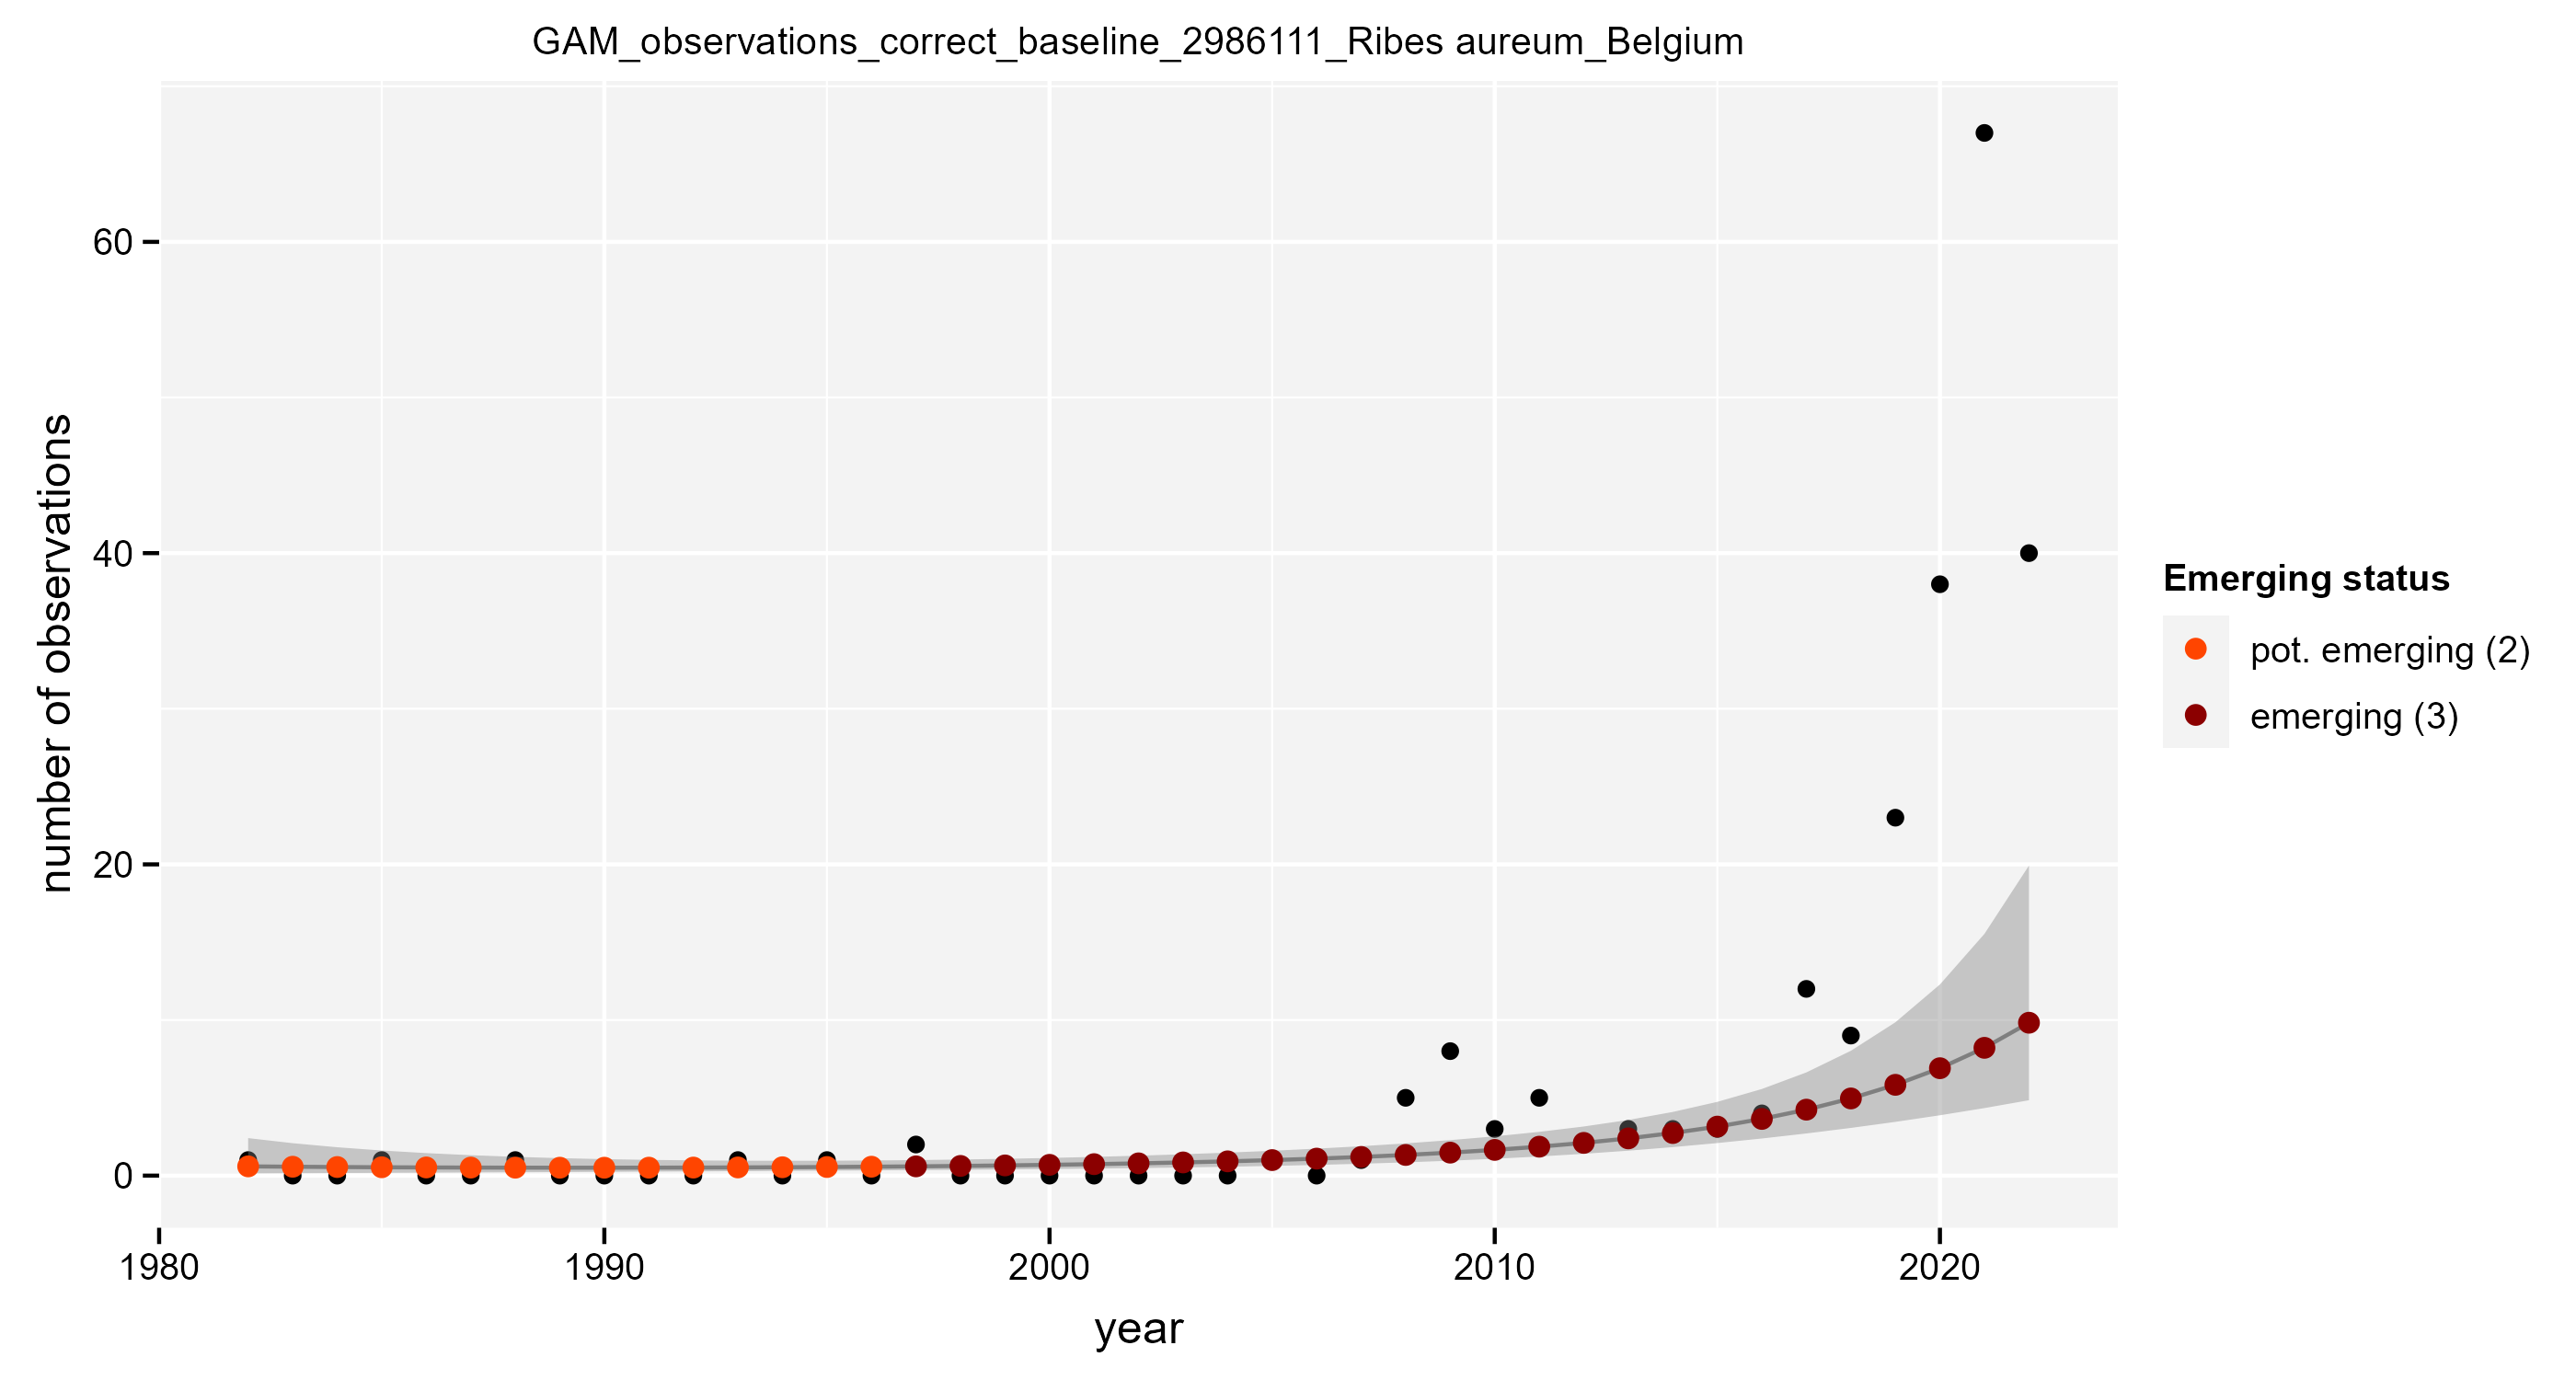 GAM_observations_correct_baseline_2986111_Ribes aureum_Belgium
number of observations
60
40
20
0
1980 1990 2000 2010 2020
year
Emerging status
pot. emerging (2)
emerging (3)